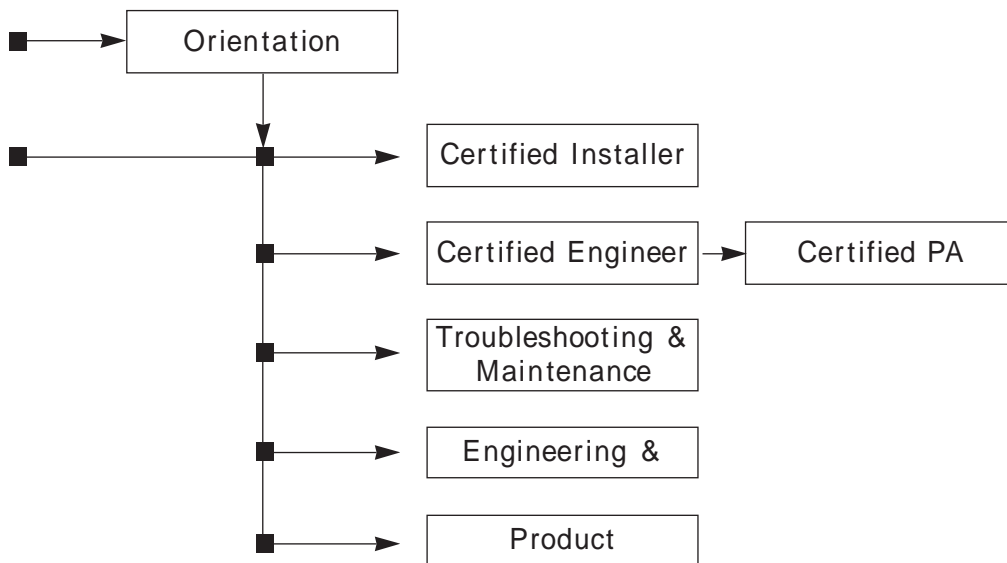 Orientation
Certified Installer
Certified Engineer
Certified PA
Troubleshooting &
Maintenance
Engineering &
Product